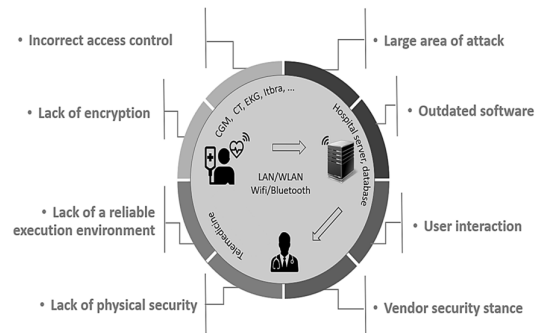 • Incorrect access control
• Large area of attack
• Lack of encryption
• Outdated software
CGM, CT, EKG, ltbra, ...
Hospital server, database
LAN/WLAN
Wifi/Bluetooth
• Lack of a reliable
execution environment
• User interaction
Telemedicine
• Lack of physical security
• Vendor security stance